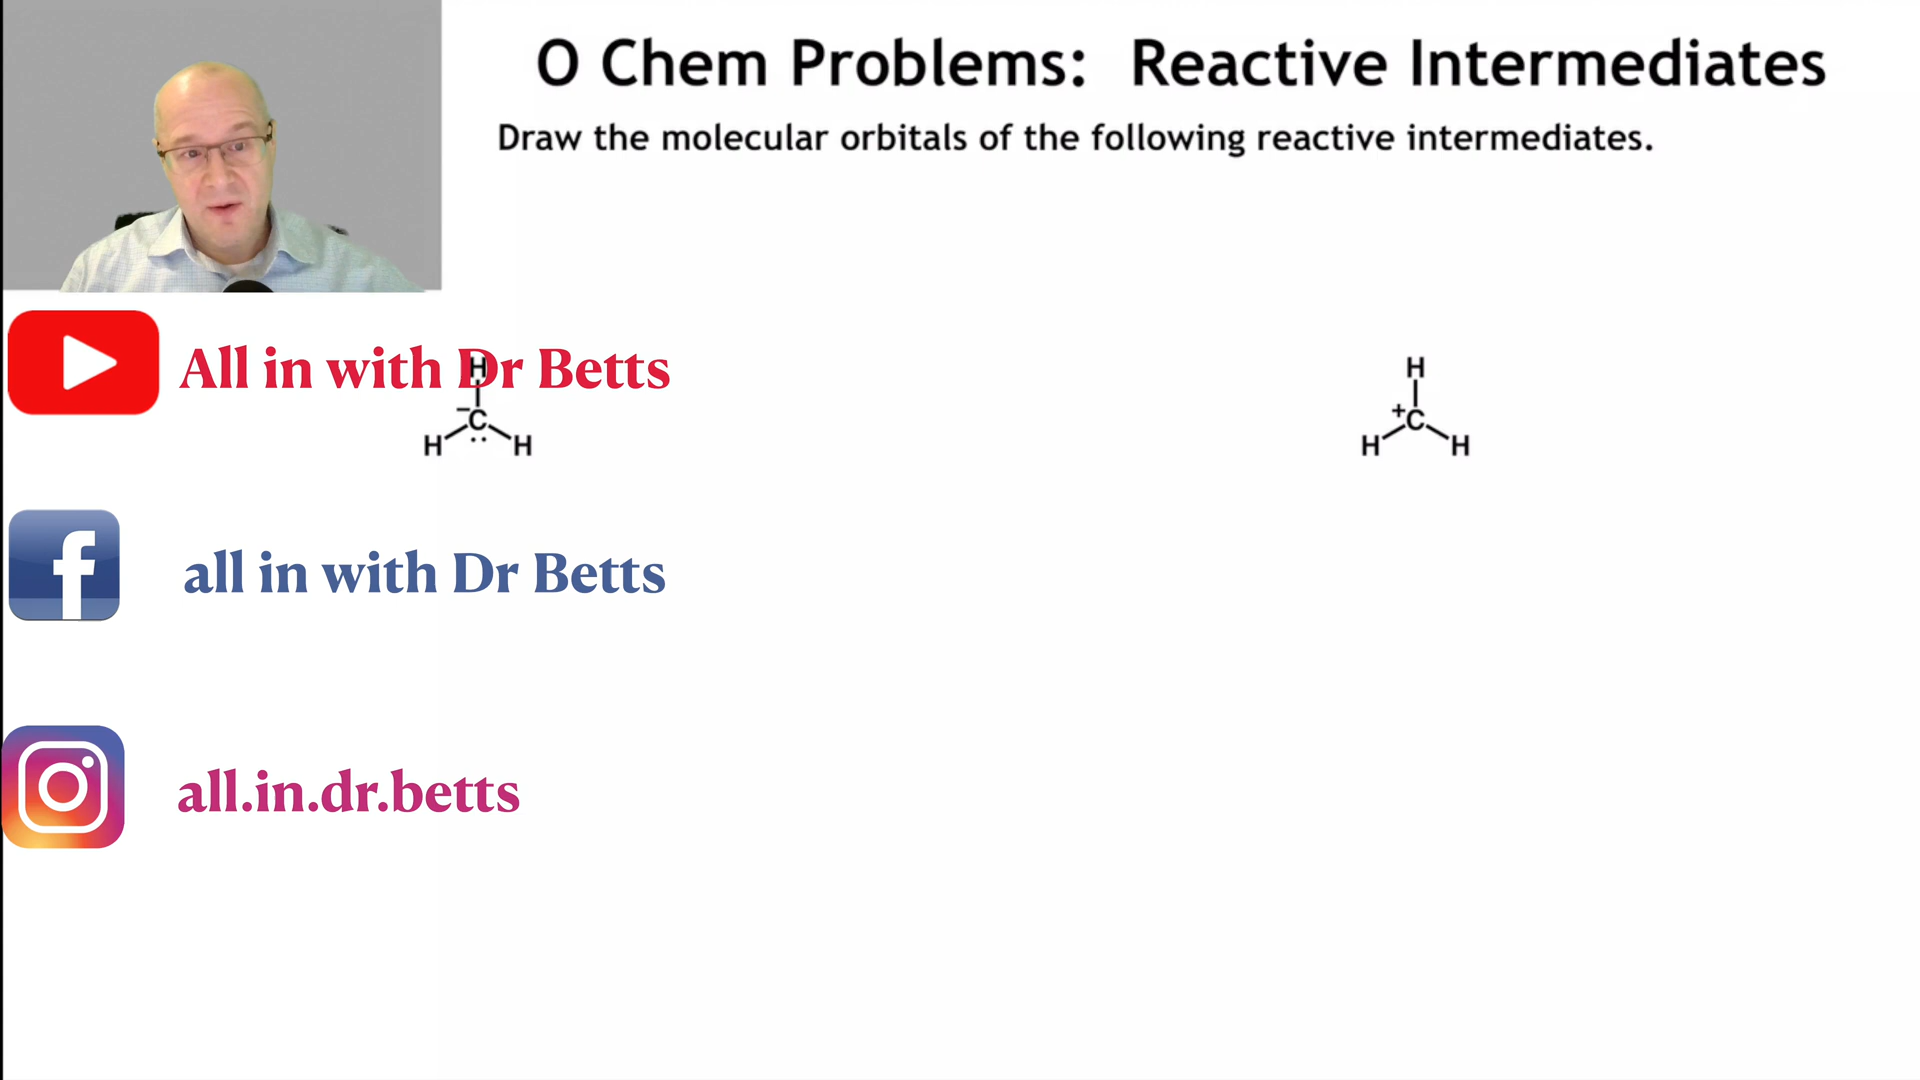 O Chem Problems: Reactive Intermediates
Draw the molecular orbitals of the following reactive intermediates.
All in with Dr Betts
H
−C
H .. H
H
+C
H H
all in with Dr Betts
all.in.dr.betts